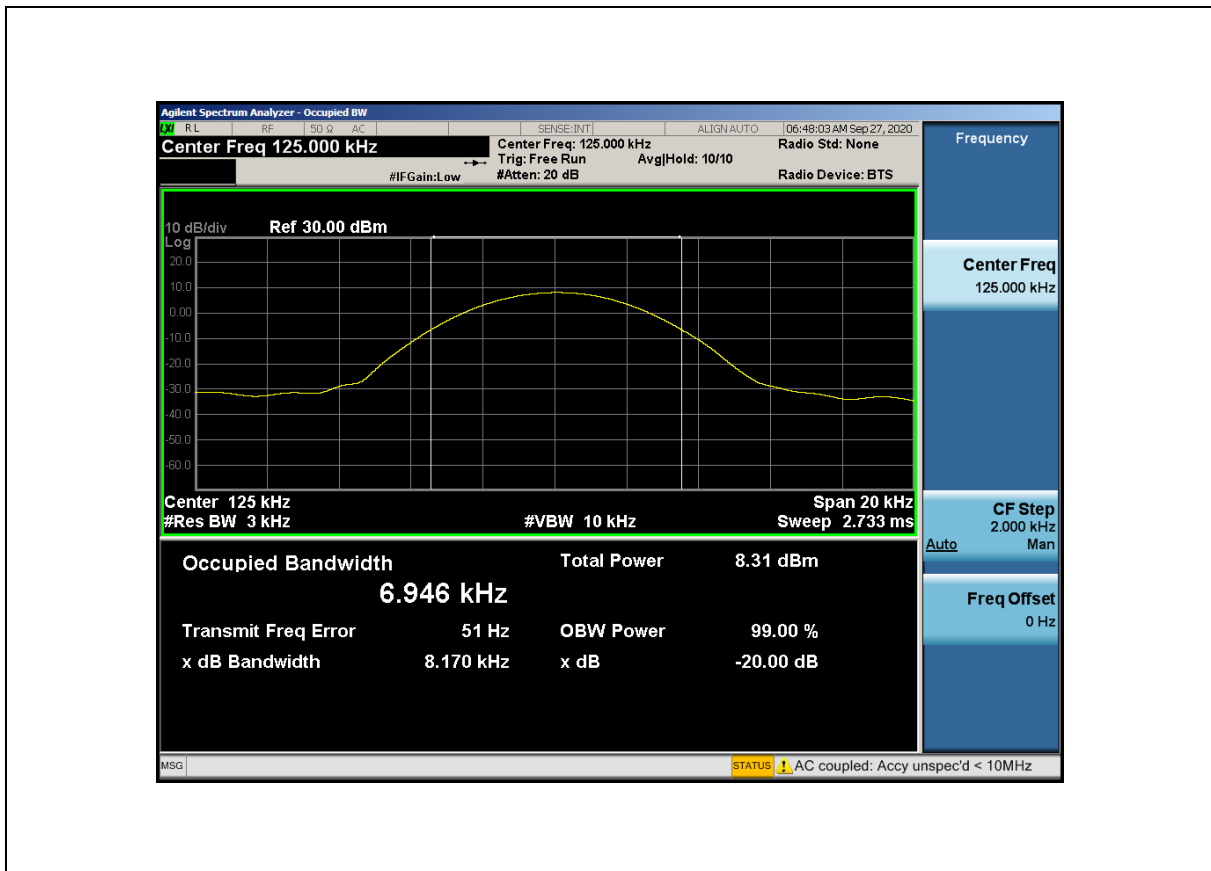 Agilent Spectrum Analyzer - Occupied BW
LXI RL RF 50 Ω AC SENSE:INT ALIGN AUTO 06:48:03 AM Sep 27, 2020
Center Freq 125.000 kHz
Center Freq: 125.000 kHz
Radio Std: None
Trig: Free Run Avg|Hold: 10/10
#IFGain:Low
#Atten: 20 dB
Radio Device: BTS
10 dB/div Ref 30.00 dBm
Log
20.0
10.0
0.00
-10.0
-20.0
-30.0
-40.0
-50.0
-60.0
Center 125 kHz Span 20 kHz
#Res BW 3 kHz #VBW 10 kHz Sweep 2.733 ms
Occupied Bandwidth Total Power 8.31 dBm
6.946 kHz
Transmit Freq Error 51 Hz OBW Power 99.00 %
x dB Bandwidth 8.170 kHz x dB -20.00 dB
Frequency
Center Freq
125.000 kHz
CF Step
2.000 kHz
Auto Man
Freq Offset
0 Hz
MSG STATUS AC coupled: Accy unspec'd < 10MHz